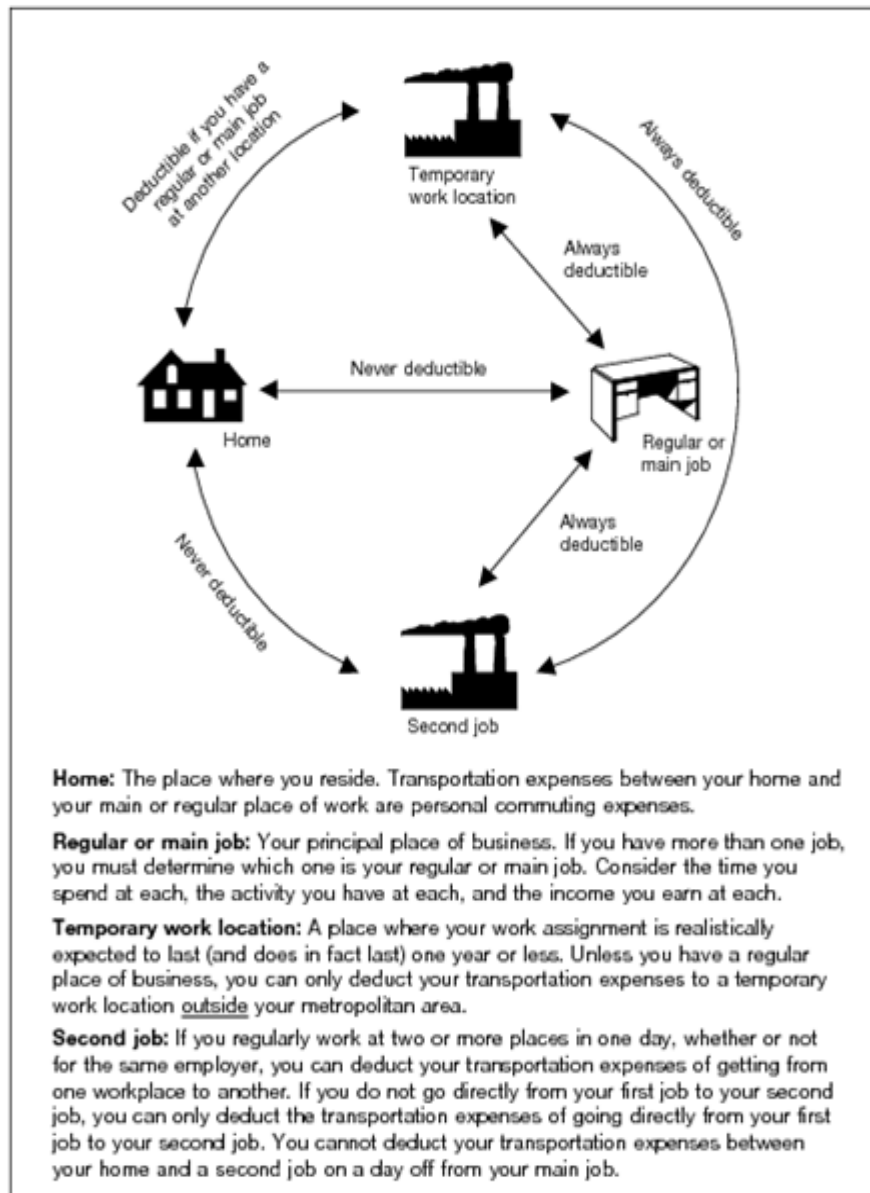 Deductible if you have a
regular or main job
at another location
Temporary
work location
Always deductible
Always
deductible
Never deductible
Home
Regular or
main job
Always
deductible
Never deductible
Second job
Home: The place where you reside. Transportation expenses between your home and
your main or regular place of work are personal commuting expenses.
Regular or main job: Your principal place of business. If you have more than one job,
you must determine which one is your regular or main job. Consider the time you
spend at each, the activity you have at each, and the income you earn at each.
Temporary work location: A place where your work assignment is realistically
expected to last (and does in fact last) one year or less. Unless you have a regular
place of business, you can only deduct your transportation expenses to a temporary
work location outside your metropolitan area.
Second job: If you regularly work at two or more places in one day, whether or not
for the same employer, you can deduct your transportation expenses of getting from
one workplace to another. If you do not go directly from your first job to your second
job, you can only deduct the transportation expenses of going directly from your first
job to your second job. You cannot deduct your transportation expenses between
your home and a second job on a day off from your main job.